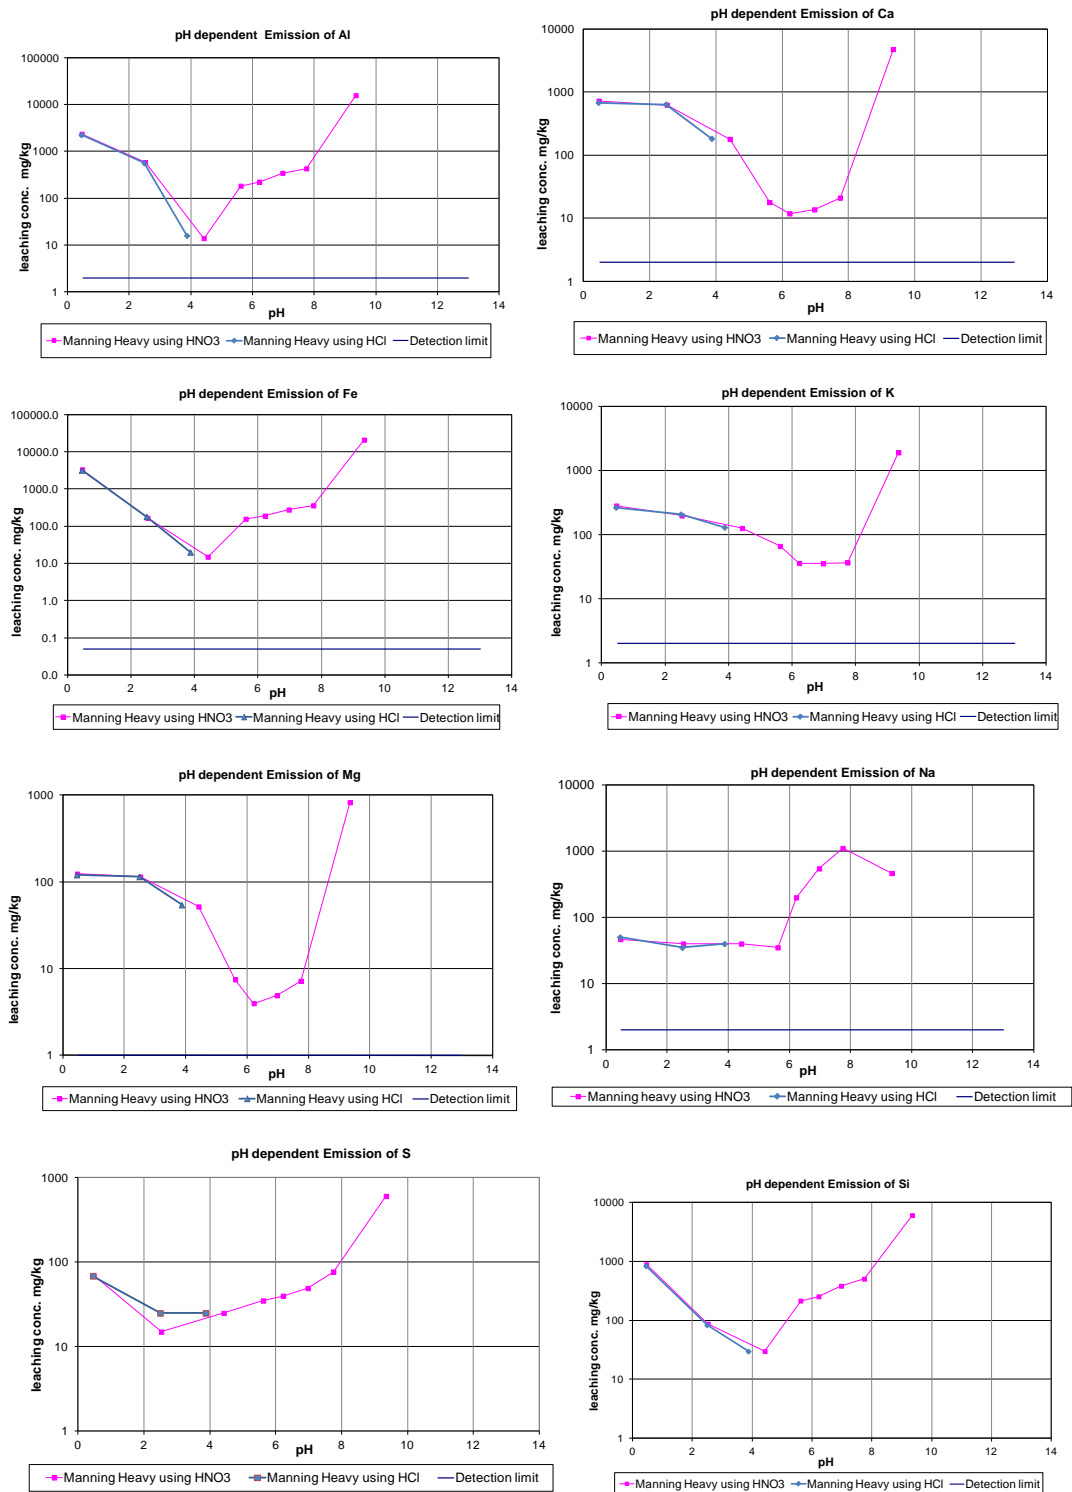 pH dependent  Emission of Al
leaching conc.  mg/kg
100000
10000
1000
100
10
1
0 2 4 6 8 10 12 14
pH
Manning Heavy using HNO3 Manning Heavy using HCl Detection limit
pH dependent Emission of Ca
leaching conc. mg/kg
10000
1000
100
10
1
0 2 4 6 8 10 12 14
pH
Manning Heavy using HNO3 Manning Heavy using HCl Detection limit
pH dependent Emission of Fe
leaching conc. mg/kg
100000.0
10000.0
1000.0
100.0
10.0
1.0
0.1
0.0
0 2 4 6 8 10 12 14
pH
Manning Heavy using HNO3 Manning Heavy using HCl Detection limit
pH dependent Emission of K
leaching conc. mg/kg
10000
1000
100
10
1
0 2 4 6 8 10 12 14
pH
Manning Heavy using HNO3 Manning Heavy using HCl Detection limit
pH dependent Emission of Mg
leaching conc. mg/kg
1000
100
10
1
0 2 4 6 8 10 12 14
pH
Manning Heavy using HNO3 Manning Heavy using HCl Detection limit
pH dependent Emission of Na
leaching conc. mg/kg
10000
1000
100
10
1
0 2 4 6 8 10 12 14
pH
Manning heavy using HNO3 Manning Heavy using HCl Detection limit
pH dependent Emission of S
leaching conc. mg/kg
1000
100
10
1
0 2 4 6 8 10 12 14
pH
Manning Heavy using HNO3 Manning Heavy using HCl Detection limit
pH dependent Emission of Si
leaching conc. mg/kg
10000
1000
100
10
1
0 2 4 6 8 10 12 14
pH
Manning Heavy using HNO3 Manning Heavy using HCl Detection limit